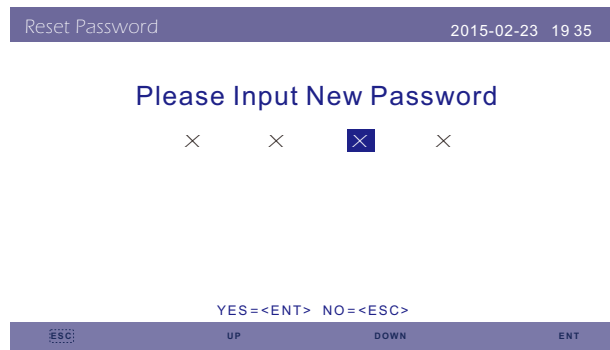 Reset Password 2015-02-23 19 35
Please Input New Password
X X X X
YES=<ENT> NO=<ESC>
ESC UP DOWN ENT